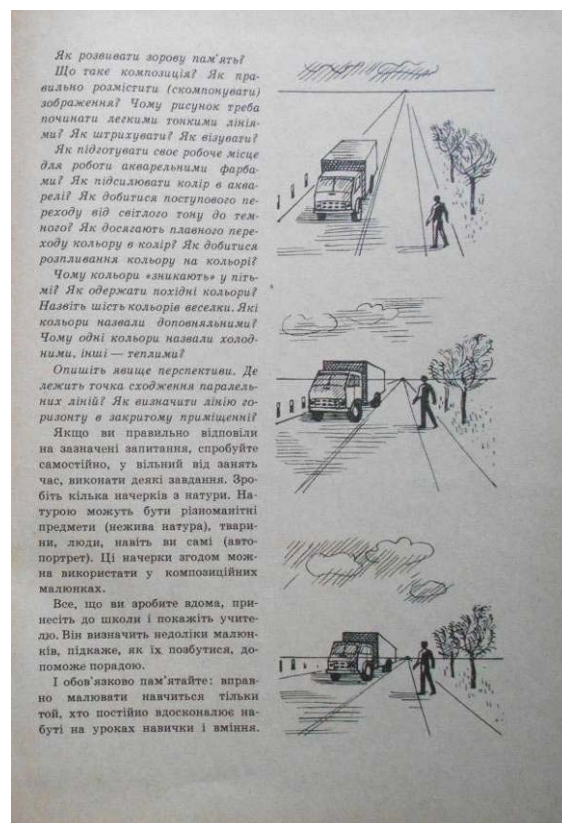 Як розвивати зорову пам'ять?
Що таке композиція? Як пра-
вильно розмістити (скомпонувати)
зображення? Чому рисунок треба
починати легкими тонкими лінія-
ми? Як штрихувати? Як візувати?
Як підготувати своє робоче місце
для роботи акварельними фарба-
ми? Як підсилювати колір в аква-
релі? Як добитися поступового пе-
реходу від світлого тону до тем-
ного? Як досягають плавного пере-
ходу кольору в колір? Як добитися
розпливання кольору на кольорі?
Чому кольори «зникають» у пітьь-
мі? Як одержати похідні кольори?
Назвіть шість кольорів веселки. Які
кольори назвали доповняльними?
Чому одні кольори назвали холод-
ними, інші — теплими?
Опишіть явище перспективи. Де
лежить точка сходження паралель-
них ліній? Як визначити лінію го-
ризонту в закритому приміщенні?
Якщо ви правильно відповіли
на зазначені запитання, спробуйте
самостійно, у вільний від занять
час, виконати деякі завдання. Зро-
біть кілька начерків з натури. На-
турою можуть бути різноманітні
предмети (нежива натура), твари-
ни, люди, навіть ви самі (авто-
портрет). Ці начерки згодом мож-
на використати у композиційних
малюнках.
Все, що ви зробите вдома, при-
несіть до школи і покажіть учите-
лю. Він визначить недоліки малюн-
ків, підкаже, як їх позбутися, до-
поможе порадою.
І обов'язково пам'ятайте: вправ-
но малювати навчиться тільки
той, хто постійно вдосконалює на-
буті на уроках навички і вміння.